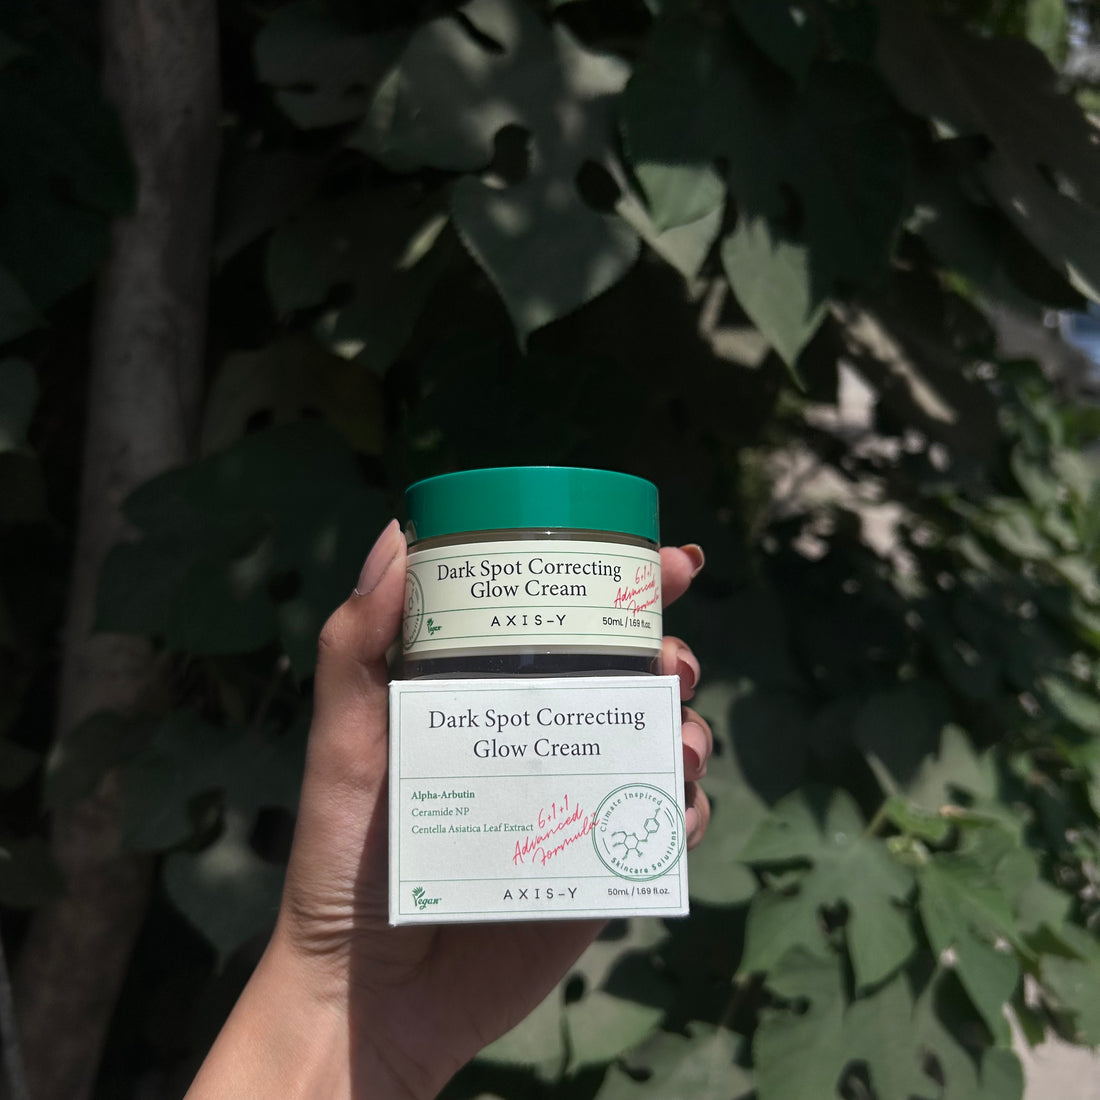 Dark Spot Correcting
Glow Cream
6+1+1
Advanced
Formula
Vegan
AXIS-Y
50mL / 1.69 fl.oz.
Dark Spot Correcting
Glow Cream
Alpha-Arbutin
Ceramide NP
Centella Asiatica Leaf Extract
6+1+1
Advanced
Formula
Climate Inspired
Skincare Solutions
Vegan
AXIS-Y
50mL / 1.69 fl.oz.